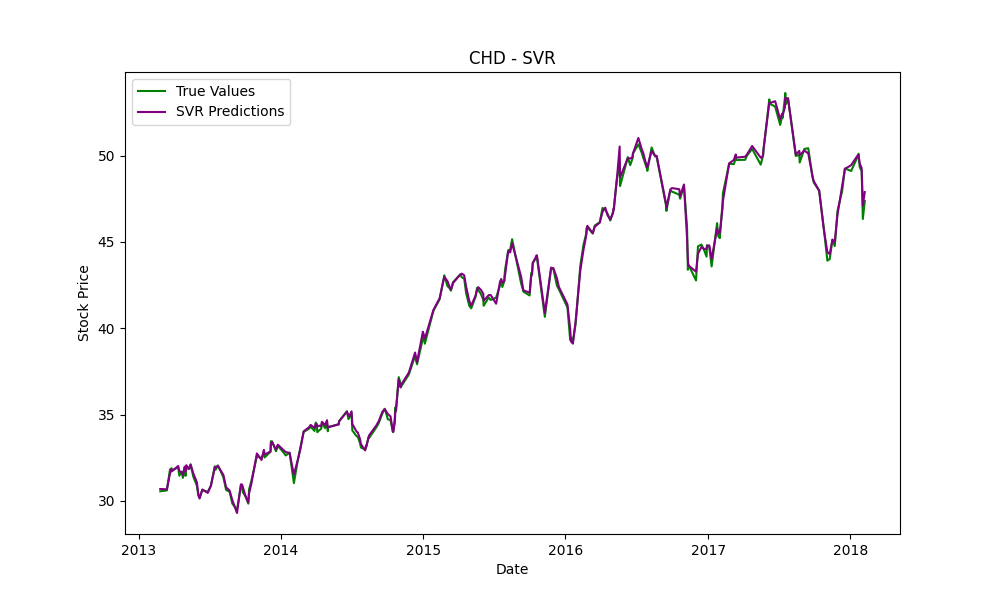 CHD - SVR
True Values
SVR Predictions
Stock Price
50
45
40
35
30
2013 2014 2015 2016 2017 2018
Date